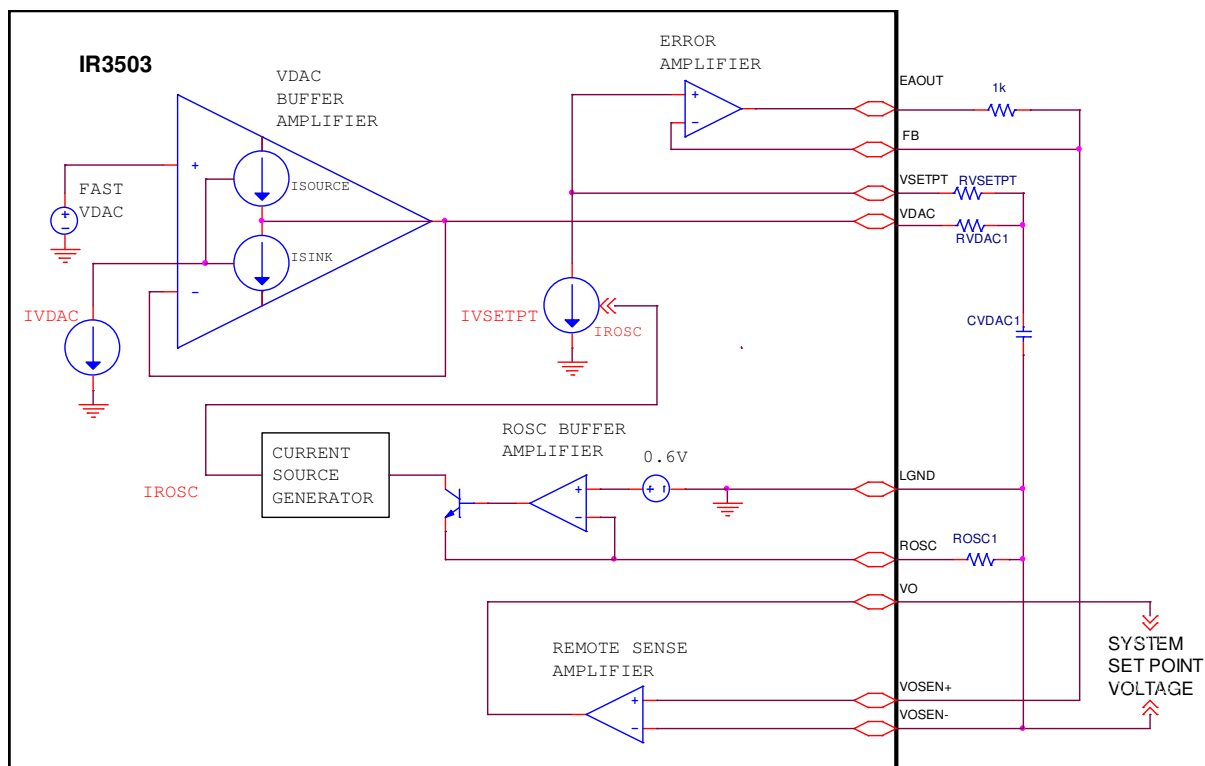 IR3503
VDAC
BUFFER
AMPLIFIER
ERROR
AMPLIFIER
EAOUT
1k
+
-
FB
+
ISOURCE
VSETPT
RVSETPT
FAST
VDAC
+
-
VDAC
RVDAC1
ISINK
-
IVDAC
IVSETPT
IROSC
CVDAC1
ROSC BUFFER
AMPLIFIER
0.6V
CURRENT
SOURCE
GENERATOR
IROSC
+
-
+
LGND
ROSC
ROSC1
VO
REMOTE SENSE
AMPLIFIER
SYSTEM
SET POINT
VOLTAGE
+
-
VOSEN+
VOSEN-